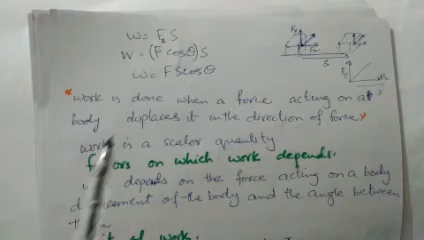 W = Fx S
W = (F cosθ) S
W = F S cosθ
Fx
S
S
*work is done when a force acting on a
body displaces it in the direction of force*
work is a scaler quantity
on which work depends.
depends on the force acting on a body
of the body and the angle between
of work